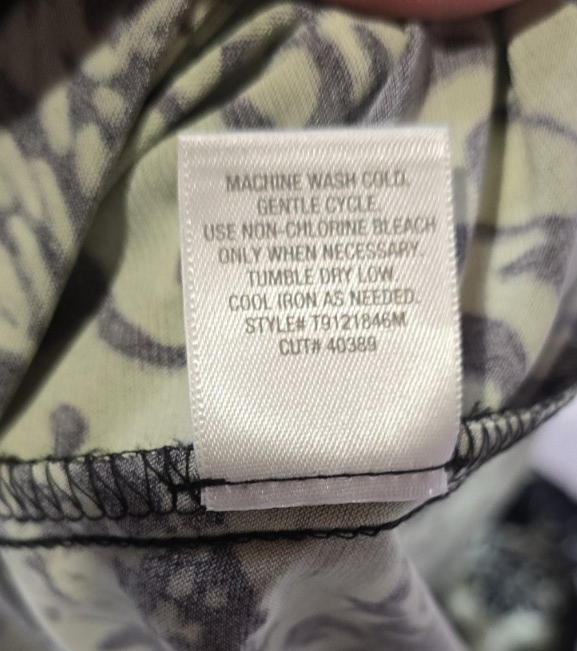 MACHINE WASH COLD.
GENTLE CYCLE.
USE NON-CHLORINE BLEACH
ONLY WHEN NECESSARY.
TUMBLE DRY LOW.
COOL IRON AS NEEDED.
STYLE# T9121846M
CUT# 40389